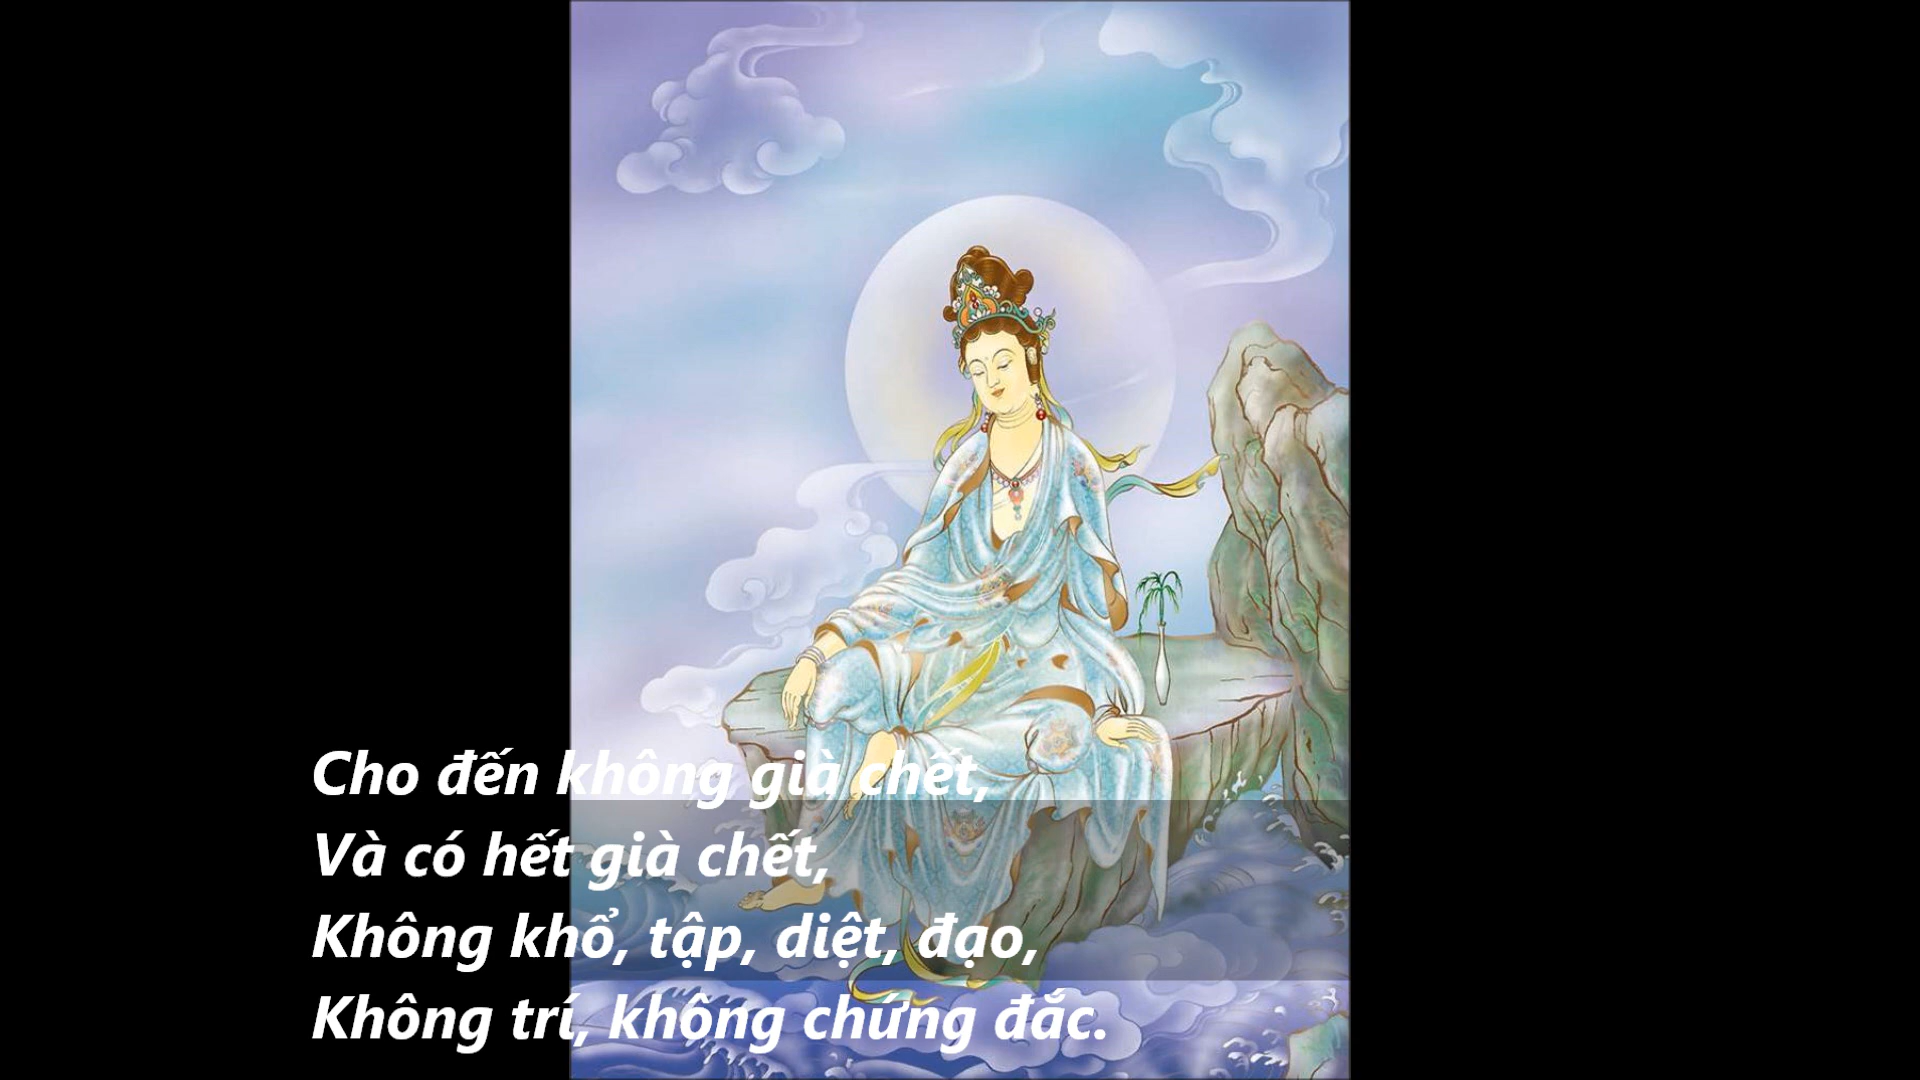 Cho đến không già chết,
Và có hết già chết,
Không khổ, tập, diệt, đạo,
Không trí, không chứng đắc.